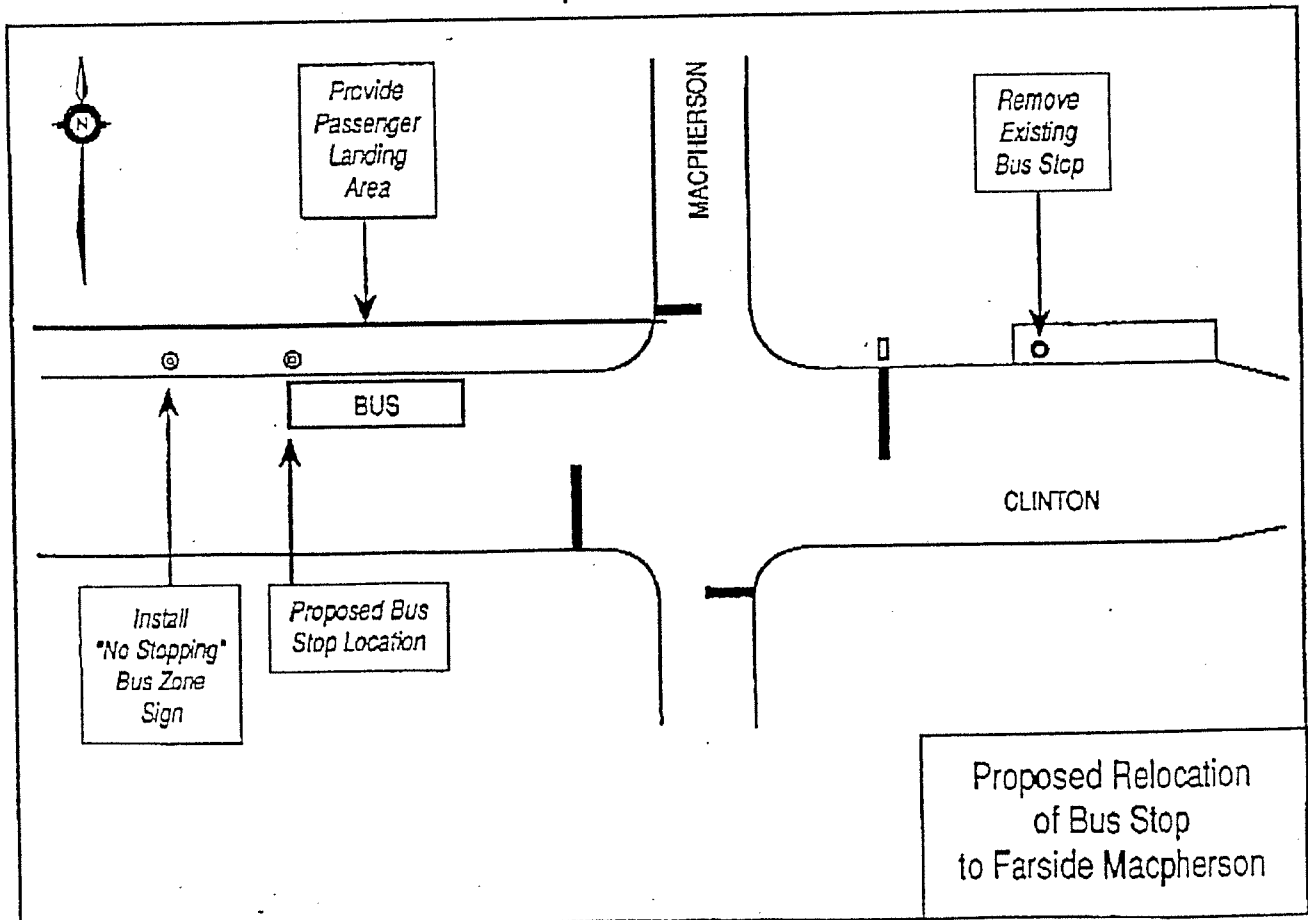 N
Provide
Passenger
Landing
Area
MACPHERSON
Remove
Existing
Bus Stop
BUS
CLINTON
Install
"No Stopping"
Bus Zone
Sign
Proposed Bus
Stop Location
Proposed Relocation
of Bus Stop
to Farside Macpherson